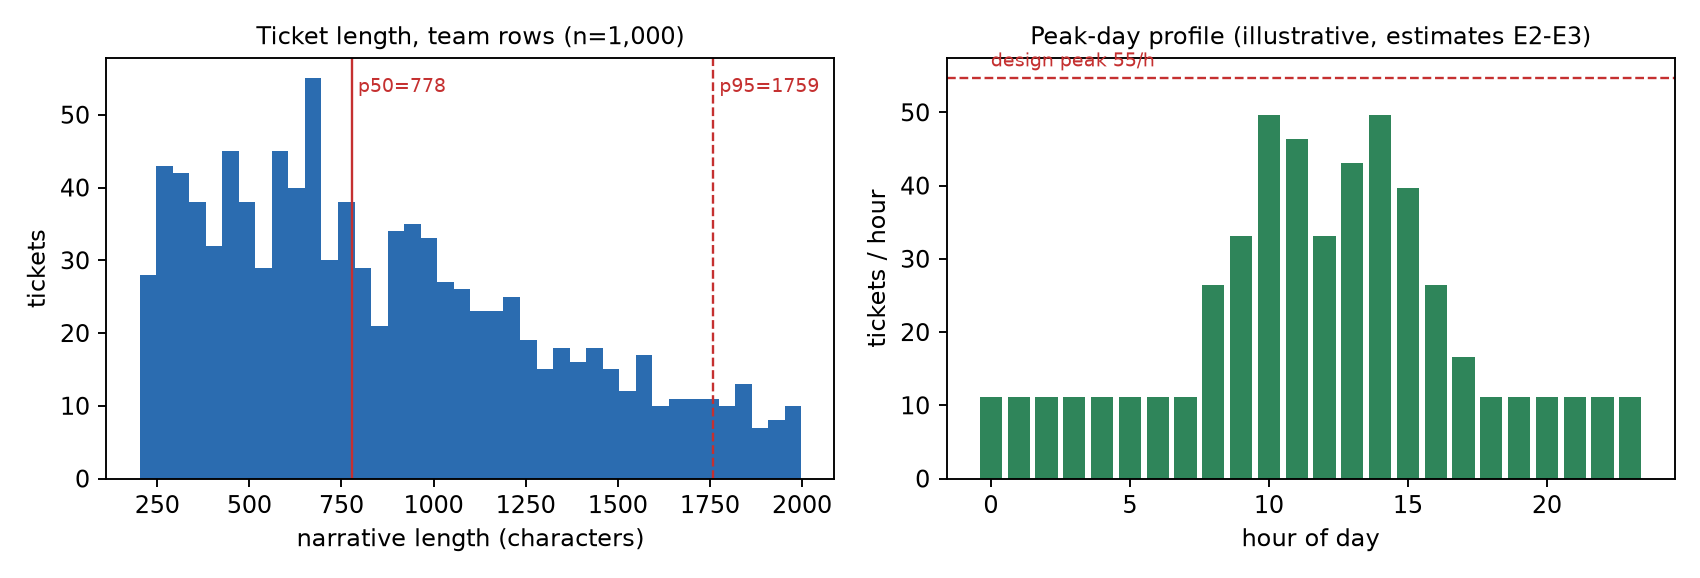 Ticket length, team rows (n=1,000)
p50=778
p95=1759
tickets
50
40
30
20
10
0
250 500 750 1000 1250 1500 1750 2000
narrative length (characters)
Peak-day profile (illustrative, estimates E2-E3)
design peak 55/h
tickets / hour
50
40
30
20
10
0
0 5 10 15 20
hour of day